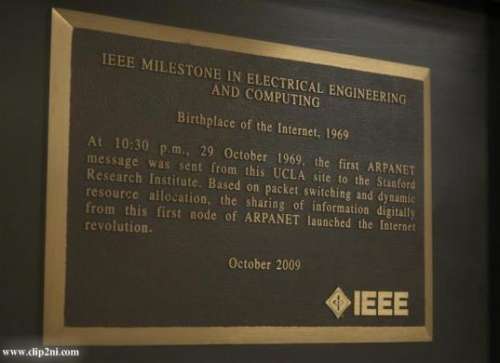 IEEE MILESTONE IN ELECTRICAL ENGINEERING
AND COMPUTING
Birthplace of the Internet, 1969
At 10:30 p.m., 29 October 1969, the first ARPANET
message was sent from this UCLA site to the Stanford
Research Institute. Based on packet switching and dynamic
resource allocation, the sharing of information digitally
from this first node of ARPANET launched the Internet
revolution.
October 2009
IEEE
www.clip2ni.com